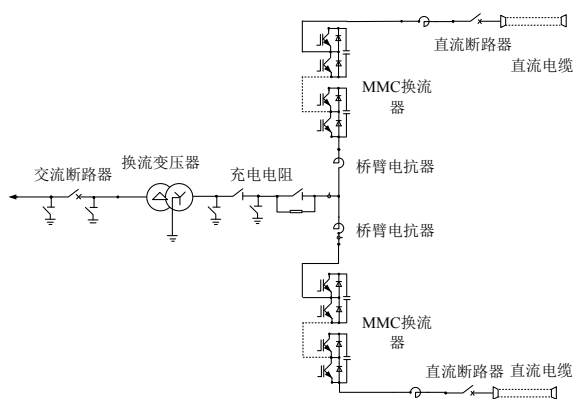 直流断路器
直流电缆
MMC换流
器
桥臂电抗器
换流变压器
充电电阻
交流断路器
桥臂电抗器
MMC换流
器
直流断路器
直流电缆